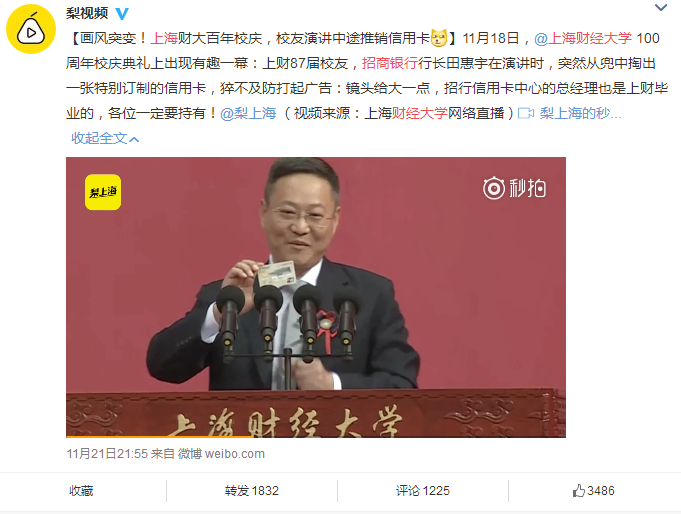 梨视频
【画风突变！上海财大百年校庆，校友演讲中途推销信用卡】11月18日，@上海财经大学 100
周年校庆典礼上出现有趣一幕：上财87届校友，招商银行行长田惠宇在演讲时，突然从兜中掏出
一张特别订制的信用卡，猝不及防打起广告：镜头给大一点，招行信用卡中心的总经理也是上财毕
业的，各位一定要持有！@梨上海 （视频来源：上海财经大学网络直播）梨上海的秒...
收起全文
梨上海
秒拍
上海财经大学
11月21日21:55 来自 微博 weibo.com
收藏
转发 1832
评论 1225
3486